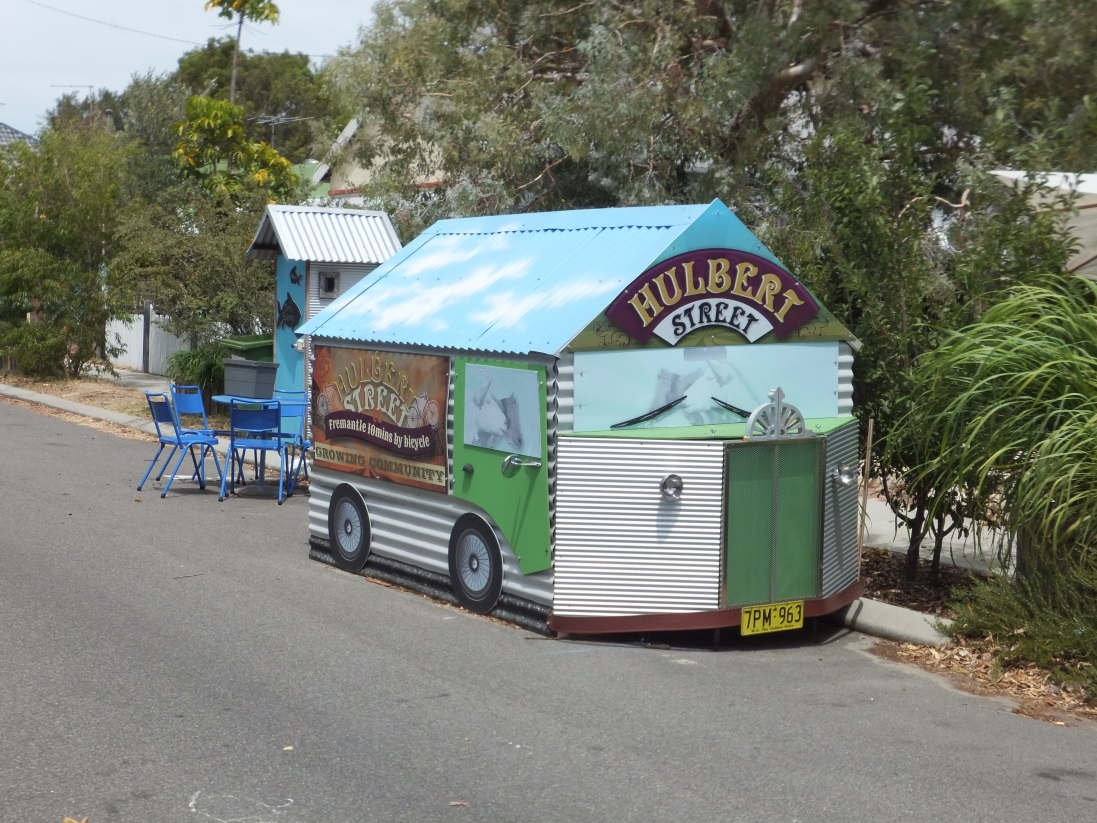 HULBERT
STREET
HULBERT
STREET
Fremantle 10mins by bicycle
GROWING COMMUNITY
7PM·963